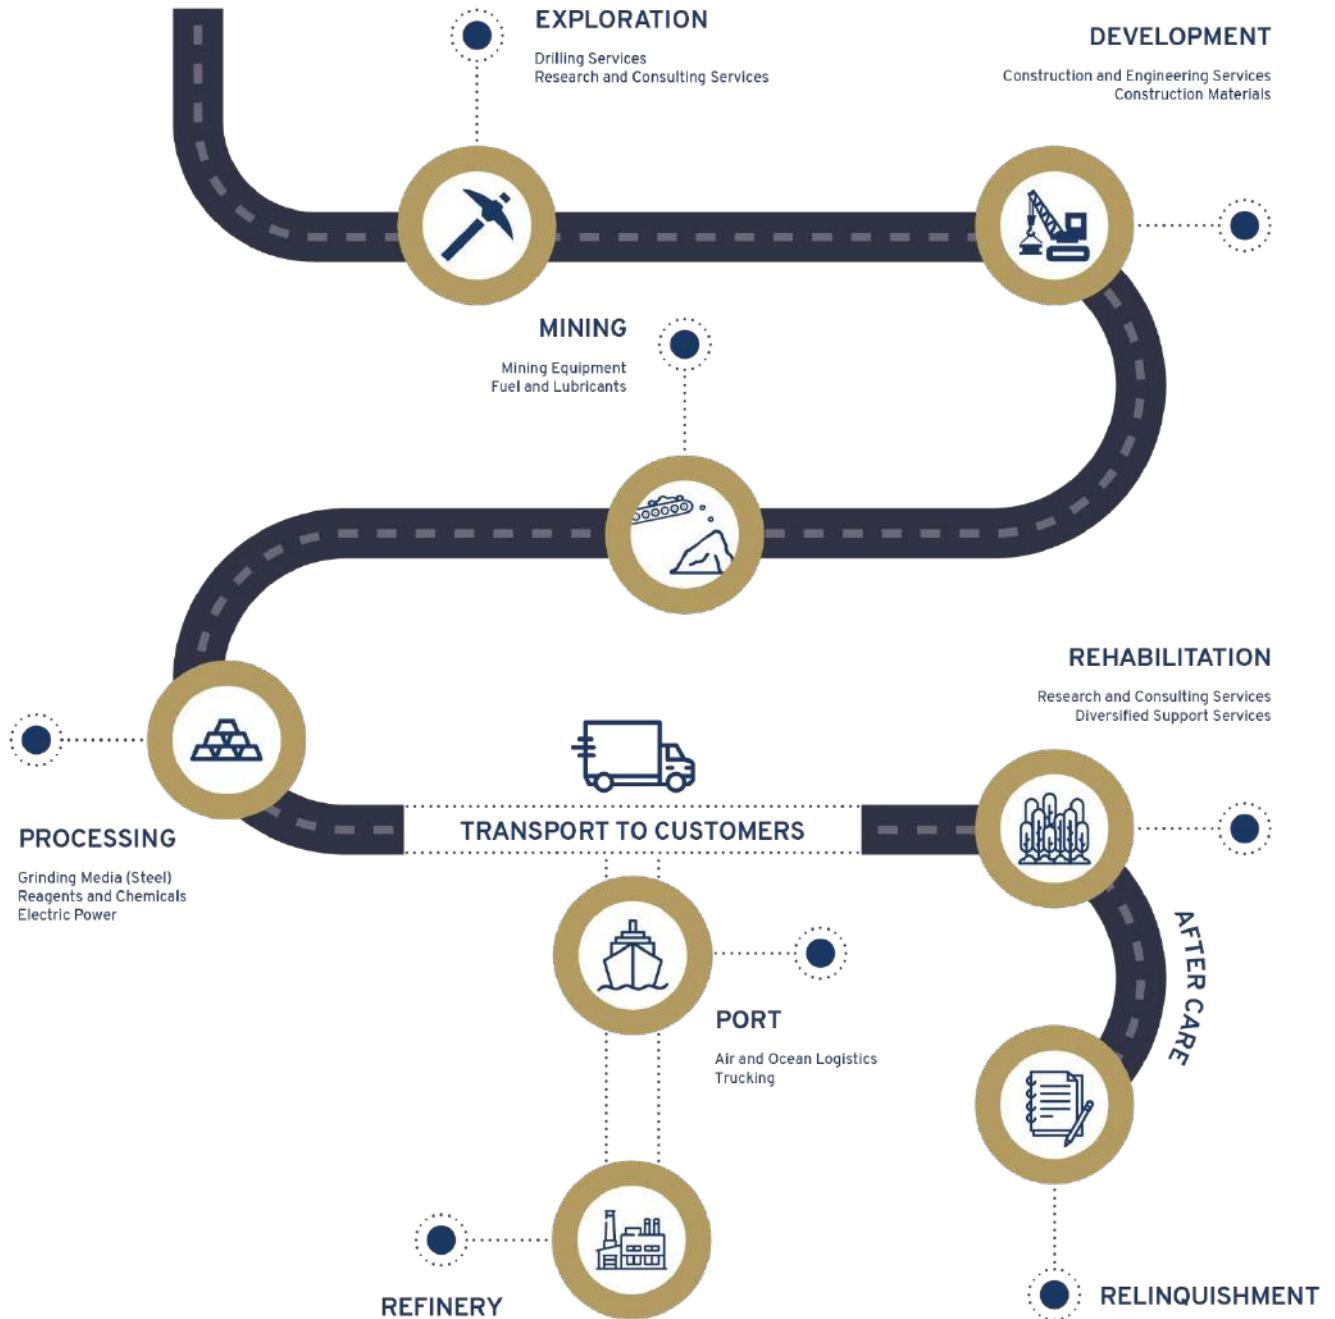 EXPLORATION
Drilling Services
Research and Consulting Services
DEVELOPMENT
Construction and Engineering Services
Construction Materials
MINING
Mining Equipment
Fuel and Lubricants
REHABILITATION
Research and Consulting Services
Diversified Support Services
PROCESSING
Grinding Media (Steel)
Reagents and Chemicals
Electric Power
TRANSPORT TO CUSTOMERS
AFTER CARE
PORT
Air and Ocean Logistics
Trucking
REFINERY
RELINQUISHMENT